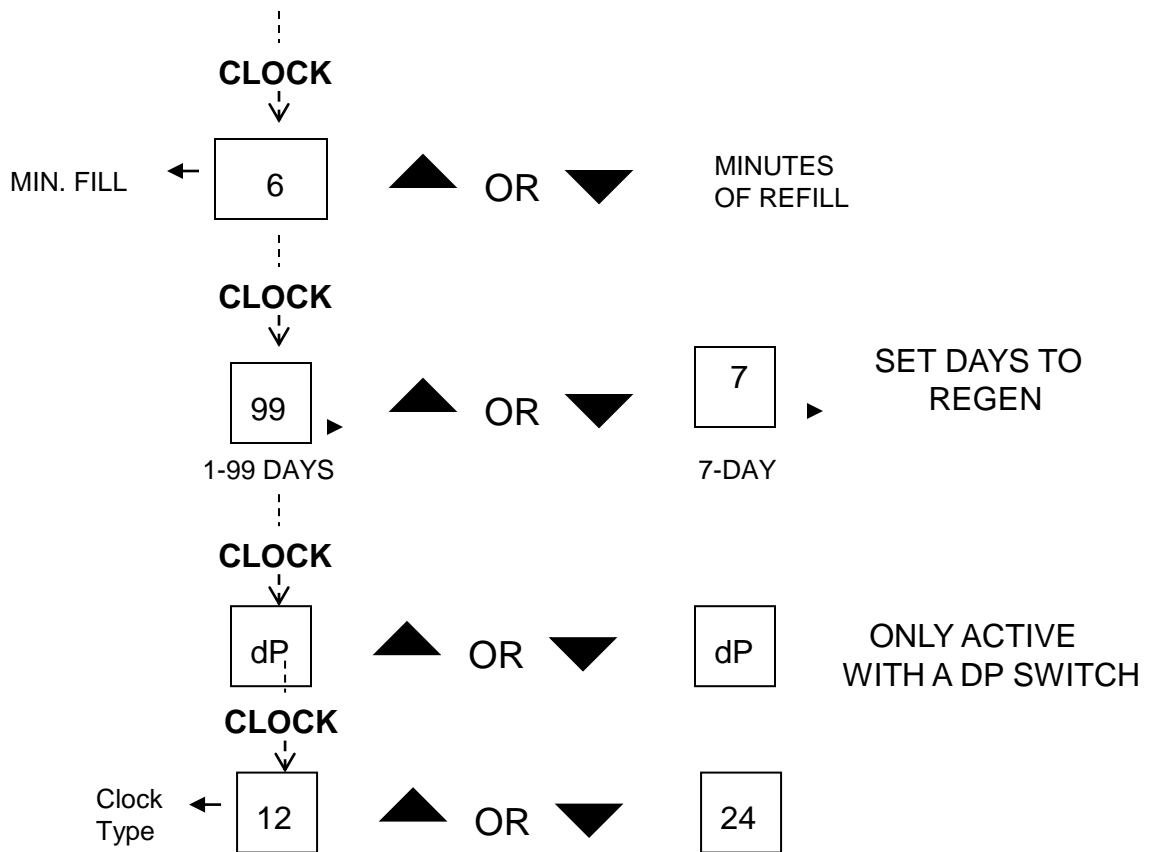 CLOCK
MIN. FILL
6
OR
MINUTES
OF REFILL
CLOCK
99
OR
7
SET DAYS TO
REGEN
1-99 DAYS
7-DAY
CLOCK
dP
OR
dP
ONLY ACTIVE
WITH A DP SWITCH
CLOCK
Clock
Type
12
OR
24